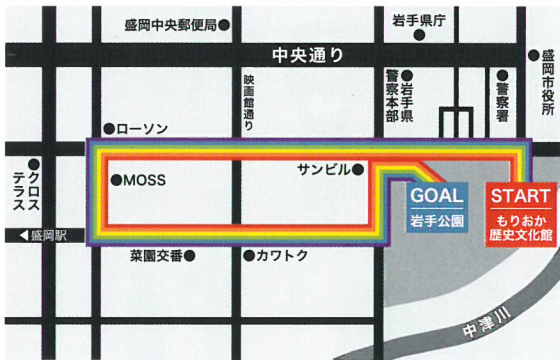 盛岡中央郵便局
岩手県庁
中央通り
盛岡市役所
映画館通り
岩手県
警察本部
警察署
ローソン
クロス
テラス
MOSS
サンビル
GOAL
岩手公園
START
もりおか
歴史文化館
盛岡駅
菜園交番
カワトク
中津川